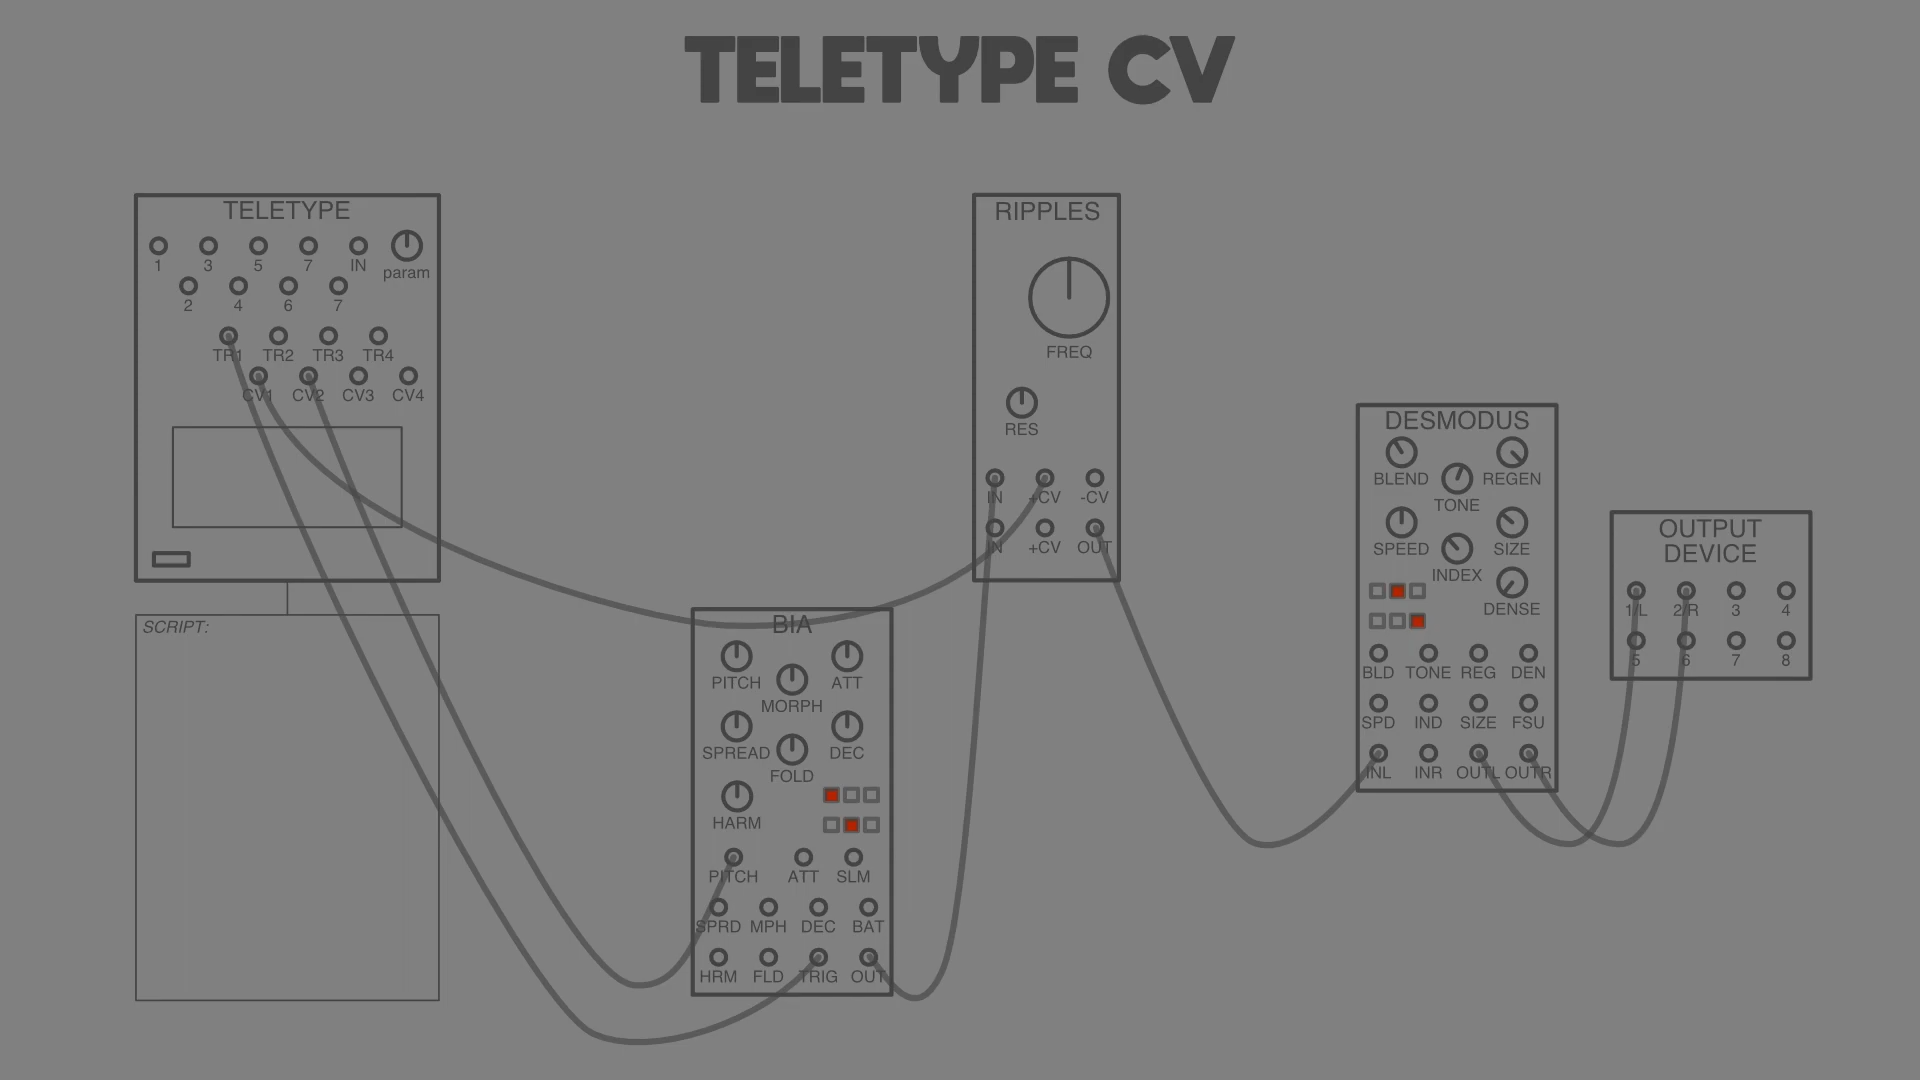 TELETYPE CV
TELETYPE
1 3 5 7 IN param
2 4 6 7
TR1 TR2 TR3 TR4
CV1 CV2 CV3 CV4
SCRIPT:
BIA
PITCH ATT
MORPH
SPREAD DEC
FOLD
HARM
PITCH ATT SLM
SPRD MPH DEC BAT
HRM FLD TRIG OUT
RIPPLES
FREQ
RES
IN +CV -CV
IN +CV OUT
DESMODUS
BLEND REGEN
TONE
SPEED SIZE
INDEX
DENSE
BLD TONE REG DEN
SPD IND SIZE FSU
INL INR OUTL OUTR
OUTPUT
DEVICE
1/L 2/R 3 4
5 6 7 8